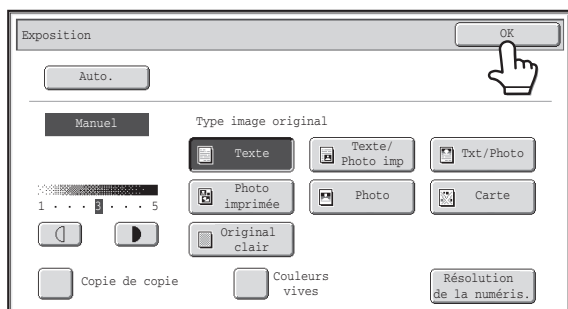 Exposition
OK
Auto.
Manuel
Type image original
Texte
Texte/
Photo imp
Txt/Photo
Photo
imprimée
Photo
Carte
1 · · · 3 · · · 5
Original
clair
Copie de copie
Couleurs
vives
Résolution
de la numéris.